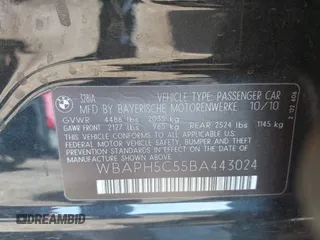 328i VEHICLE TYPE: PASSENGER CAR
MFD BY BAYERISCHE MOTORENWERKE 10/10
GVWR 4486 LBS 2035 KG
FRONT 2127 LBS 965 KG REAR 2524 LBS 1145 KG
THIS VEHICLE CONFORMS TO ALL APPLICABLE
FEDERAL MOTOR VEHICLE SAFETY, BUMPER, AND THEFT
PREVENTION STANDARDS IN EFFECT ON THE DATE OF
MANUFACTURE SHOWN ABOVE.
WBAPH5C55BA443024
DREAMBID